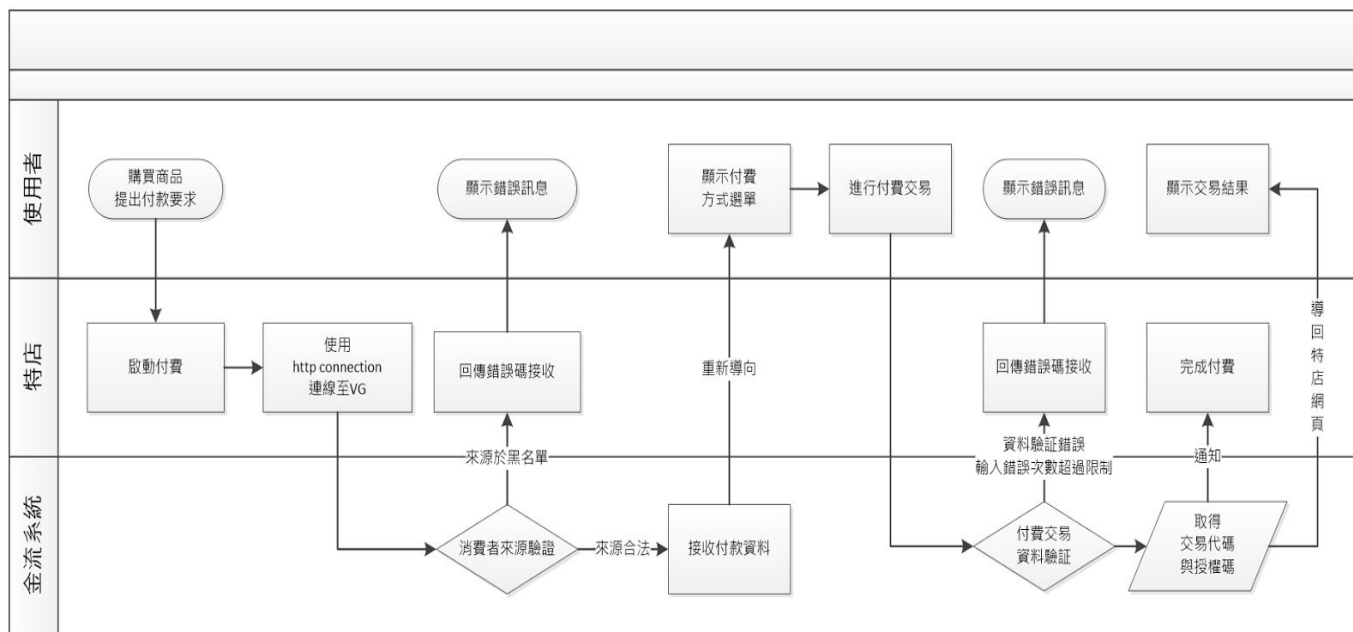 使用者
購買商品
提出付款要求
顯示錯誤訊息
顯示付費
方式選單
進行付費交易
顯示錯誤訊息
顯示交易結果
特店
啟動付費
使用
http connection
連線至VG
回傳錯誤碼接收
重新導向
回傳錯誤碼接收
完成付費
導回特店網頁
來源於黑名單
資料驗証錯誤
輸入錯誤次數超過限制
通知
金流系統
消費者來源驗證
來源合法
接收付款資料
付費交易
資料驗証
取得
交易代碼
與授權碼